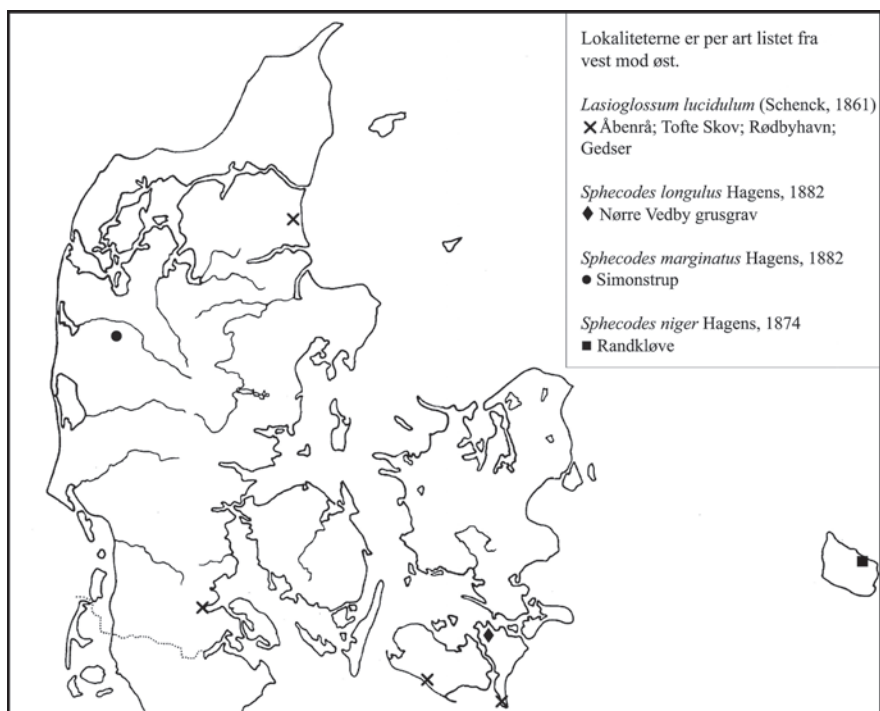 Lokaliteterne er per art listet fra
vest mod øst.
Lasioglossum lucidulum (Schenck, 1861)
Åbenrå; Tofte Skov; Rødbyhavn;
Gedser
Sphecodes longulus Hagens, 1882
Nørre Vedby grusgrav
Sphecodes marginatus Hagens, 1882
Simonstrup
Sphecodes niger Hagens, 1874
Randkløve